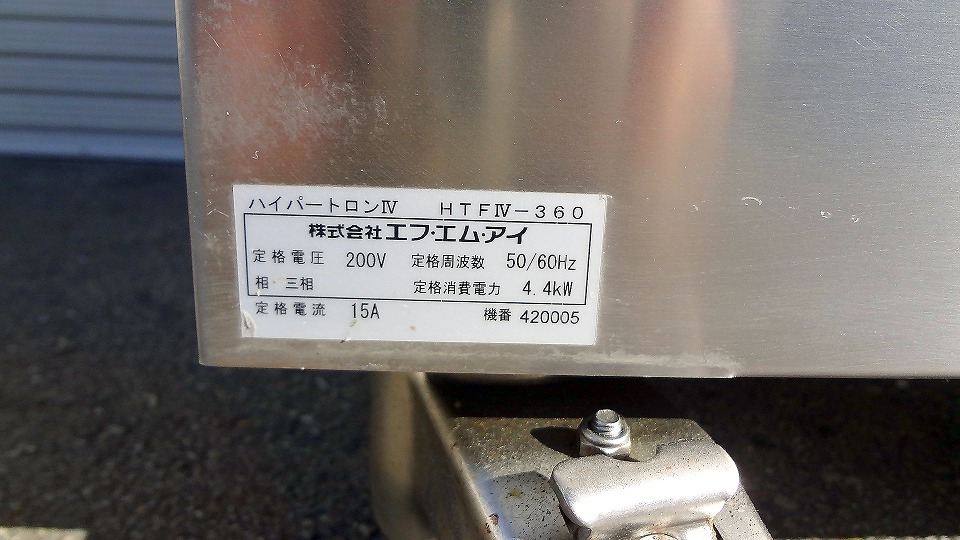 ハイパートロンⅣ　ＨＴＦⅣ－３６０
株式会社エフ・エム・アイ
定格電圧 200V 定格周波数 50/60Hz
相 三相 定格消費電力 4.4kW
定格電流 15A 機番 420005